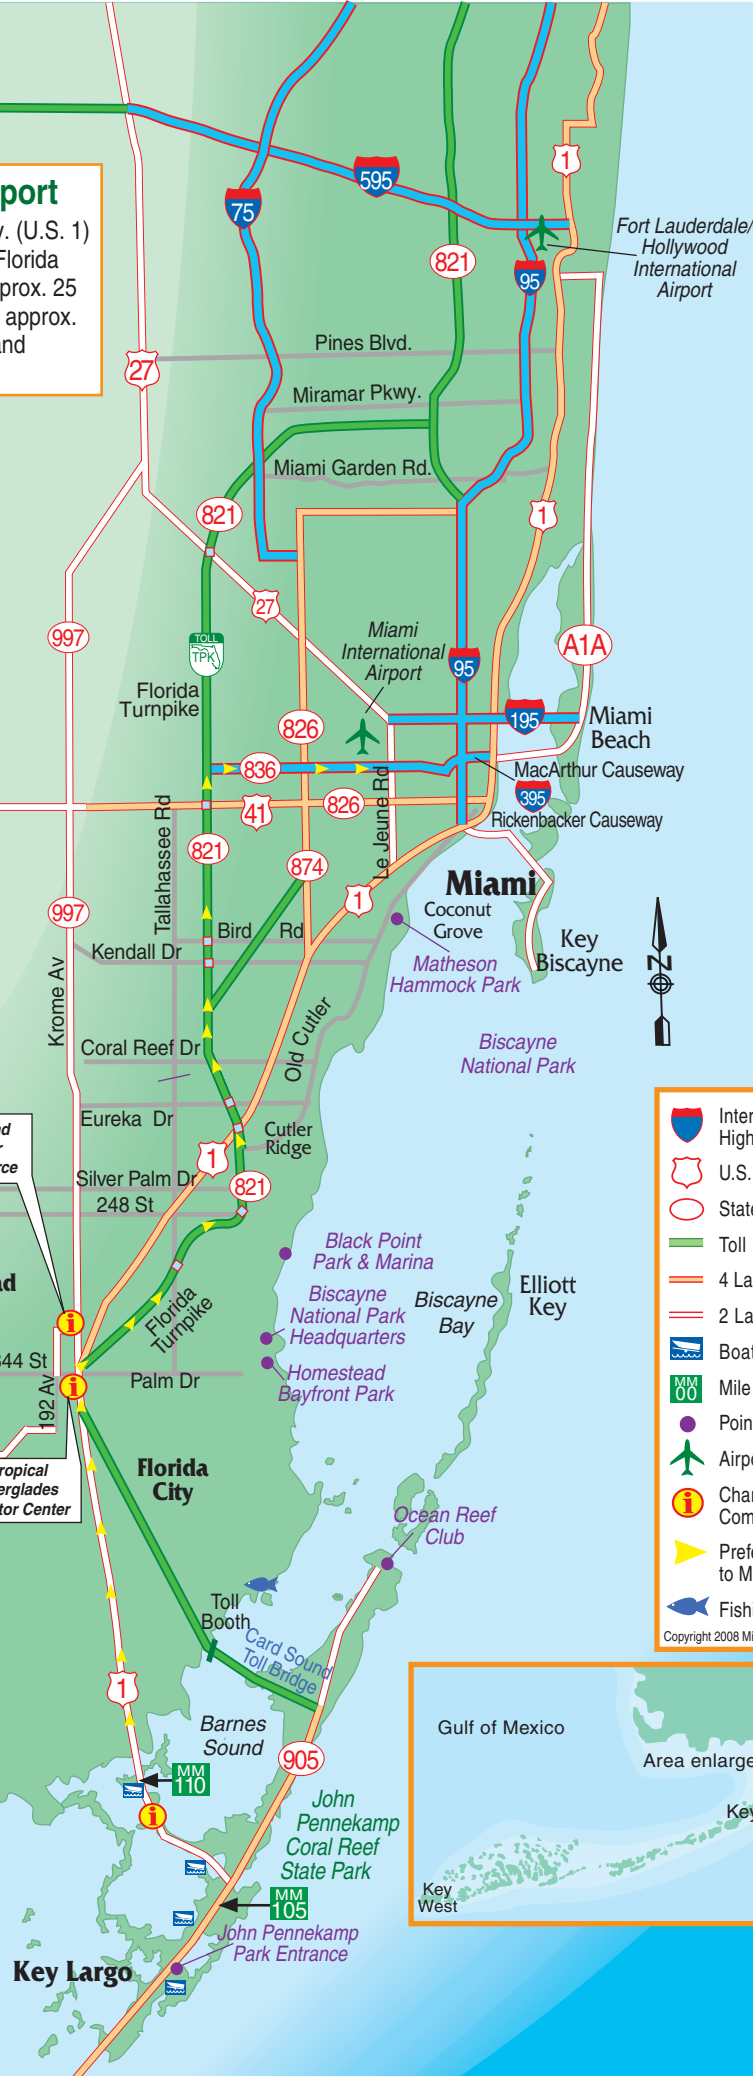 port
. (U.S. 1)
Florida
prox. 25
approx.
and
1
595
75
821
95
Fort Lauderdale/
Hollywood
International
Airport
Pines Blvd.
27
Miramar Pkwy.
Miami Garden Rd.
821
1
27
997
Miami
International
Airport
A1A
TOLL
TPK
95
Florida
Turnpike
195
Miami
Beach
826
836
MacArthur Causeway
395
41
826
Le Jeune Rd
Rickenbacker Causeway
Tallahassee Rd
821
874
Miami
1
997
Coconut
Grove
Bird Rd
Key
Biscayne
Kendall Dr
Matheson
Hammock Park
N
Krome Av
Old Cutler
Coral Reef Dr
Biscayne
National Park
Eureka Dr
Cutler
Ridge
1
Silver Palm Dr
821
248 St
Black Point
Park & Marina
Biscayne
National Park
Headquarters
Biscayne
Bay
Elliott
Key
Florida
Turnpike
i
344 St
Homestead
Bayfront Park
i
192 Av
Palm Dr
ropical
erglades
tor Center
Florida
City
Ocean Reef
Club
Toll
Booth
Card Sound
Toll Bridge
1
Barnes
Sound
905
MM
110
i
John
Pennekamp
Coral Reef
State Park
MM
105
John Pennekamp
Park Entrance
Key Largo
Inter
High
U.S.
State
Toll
4 La
2 La
Boat
MM
00
Mile
Poin
Airpo
i
Cham
Com
Prefe
to M
Fishi
Copyright 2008 Mi
Gulf of Mexico
Area enlarge
Key
Key
West